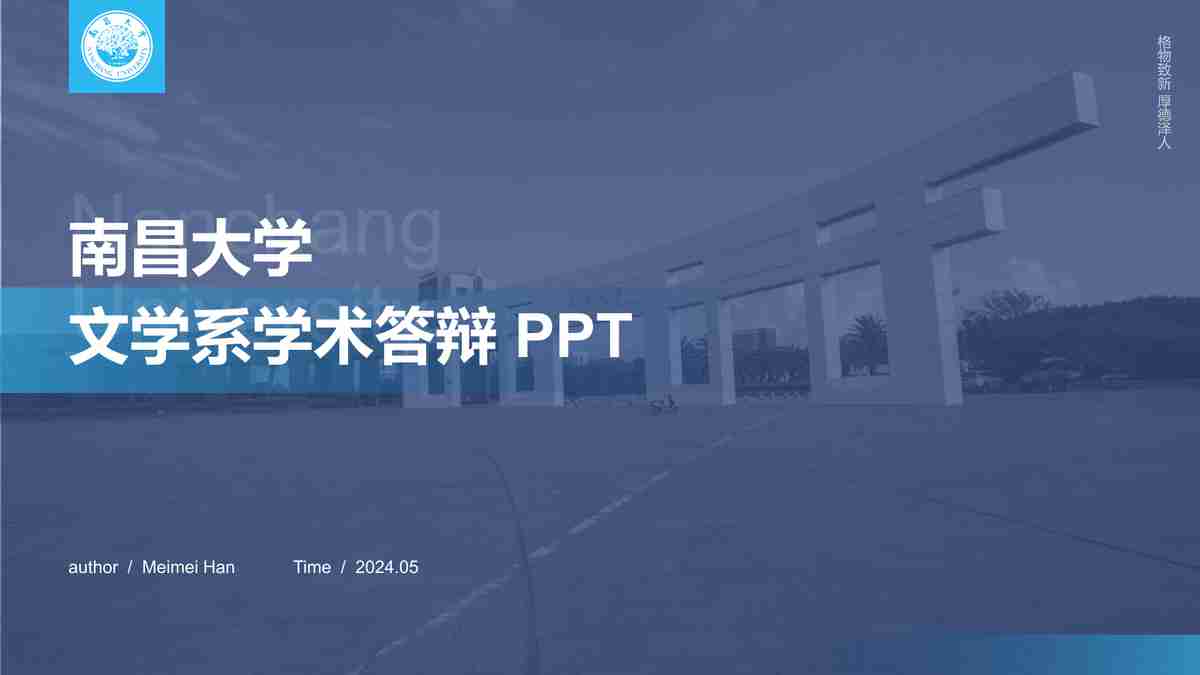 南昌大学
NANCHANG UNIVERSITY
格物致新 厚德泽人
Nanchang
University
南昌大学
文学系学术答辩 PPT
author / Meimei Han
Time / 2024.05